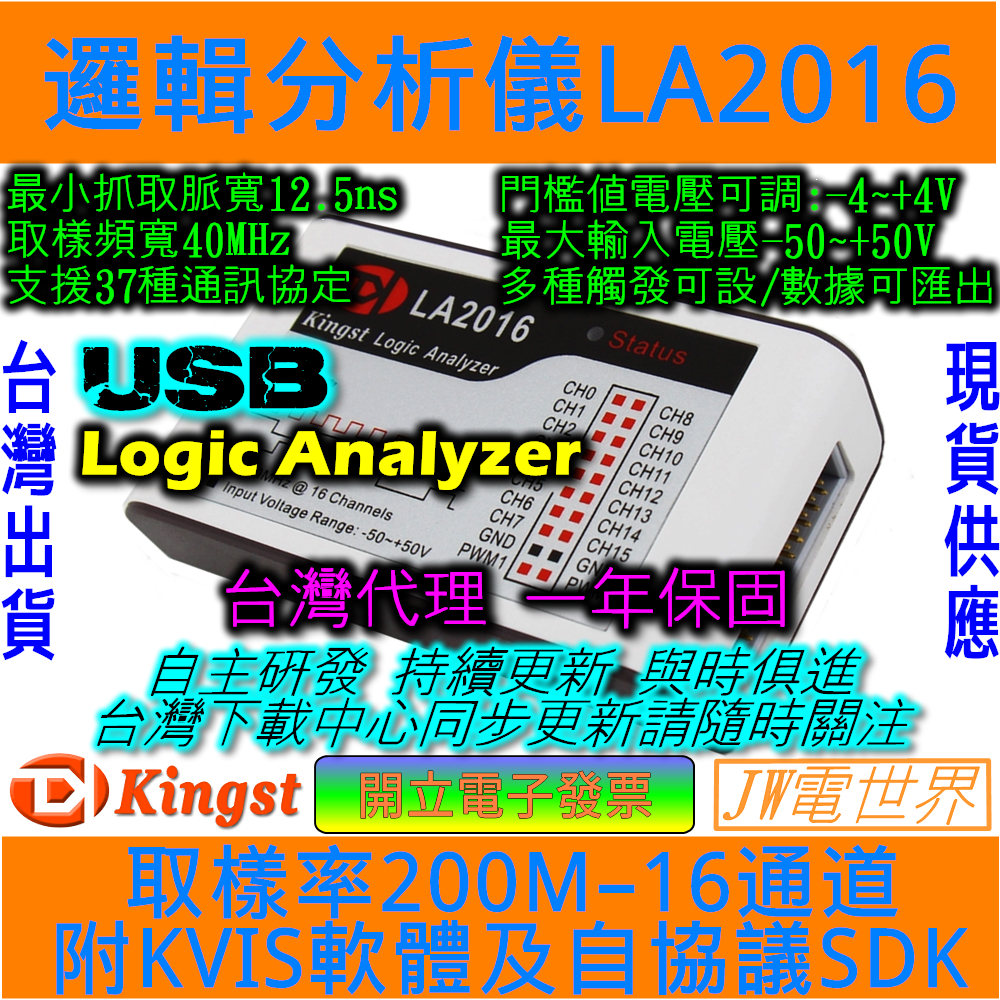 邏輯分析儀LA2016
最小抓取脈寬12.5ns
取樣頻寬40MHz
支援37種通訊協定
門檻値電壓可調:-4~+4V
最大輸入電壓-50~+50V
多種觸發可設/數據可匯出
LA2016
Kingst Logic Analyzer
Status
台灣出貨
現貨供應
USB
Logic Analyzer
CH0
CH1
CH2
CH5
CH6
CH7
GND
PWM1
CH8
CH9
CH10
CH11
CH12
CH13
CH14
CH15
MHz @ 16 Channels
Input Voltage Range: -50~+50V
台灣代理 一年保固
自主研發 持續更新 與時俱進
台灣下載中心同步更新請隨時關注
Kingst
開立電子發票
JW電世界
取樣率200M-16通道
附KVIS軟體及自協議SDK